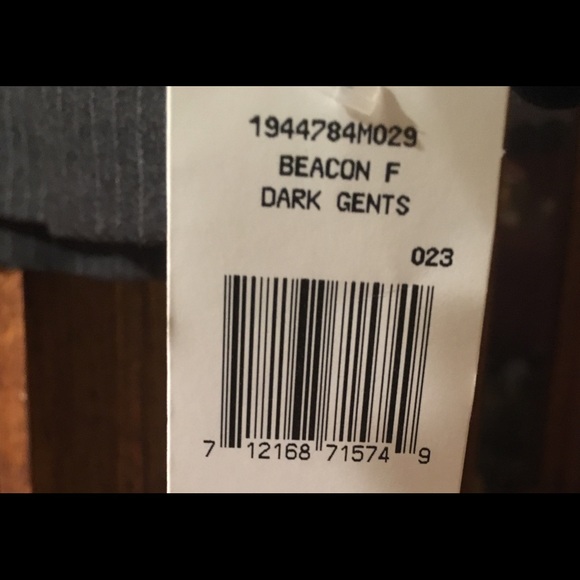 1944784M029
BEACON F
DARK GENTS
023
7 12168 71574 9